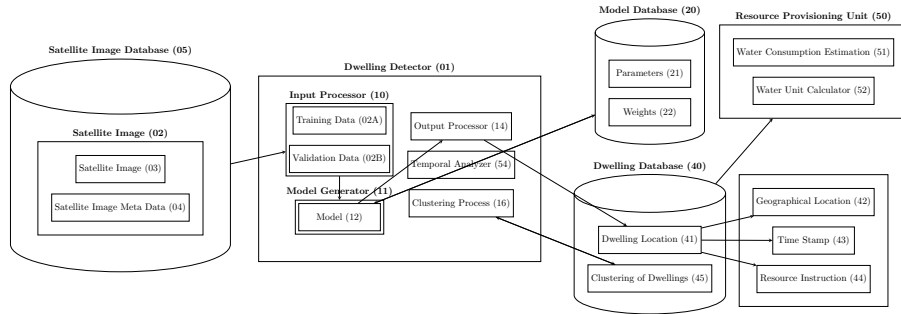 Satellite Image Database (05)
Satellite Image (02)
Satellite Image (03)
Satellite Image Meta Data (04)
Dwelling Detector (01)
Input Processor (10)
Training Data (02A)
Validation Data (02B)
Model Generator (11)
Model (12)
Output Processor (14)
Temporal Analyzer (54)
Clustering Process (16)
Model Database (20)
Parameters (21)
Weights (22)
Dwelling Database (40)
Dwelling Location (41)
Clustering of Dwellings (45)
Resource Provisioning Unit (50)
Water Consumption Estimation (51)
Water Unit Calculator (52)
Geographical Location (42)
Time Stamp (43)
Resource Instruction (44)